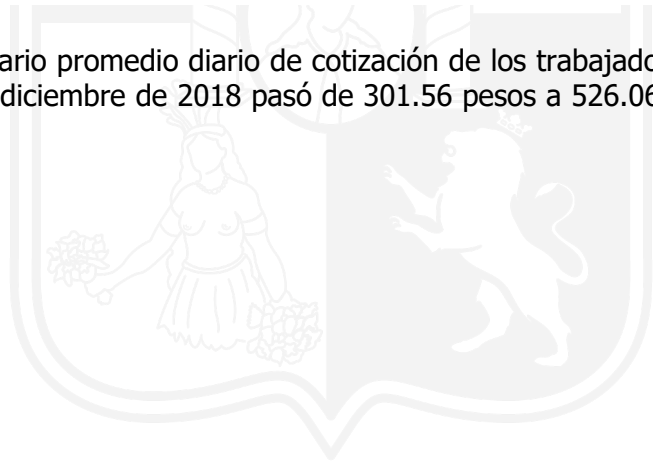 ario promedio diario de cotización de los trabajado
diciembre de 2018 pasó de 301.56 pesos a 526.06